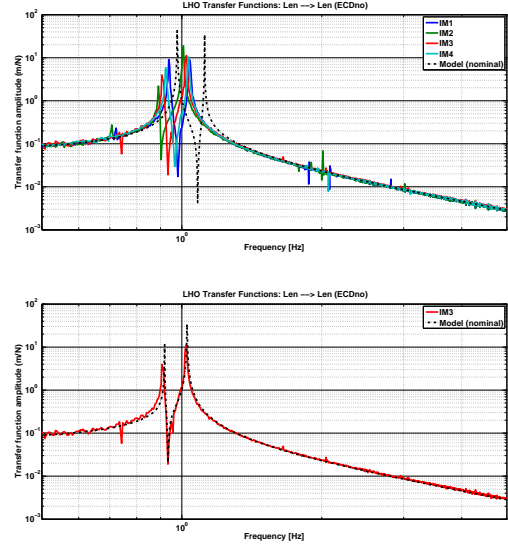 LHO Transfer Functions: Len −−> Len (ECDno)
IM1
IM2
IM3
IM4
Model (nominal)
Transfer function amplitude (m/N)
10²
10¹
10⁰
10⁻¹
10⁻²
10⁻³
10⁰
Frequency [Hz]
LHO Transfer Functions: Len −−> Len (ECDno)
IM3
Model (nominal)
Transfer function amplitude (m/N)
10²
10¹
10⁰
10⁻¹
10⁻²
10⁻³
10⁰
Frequency [Hz]